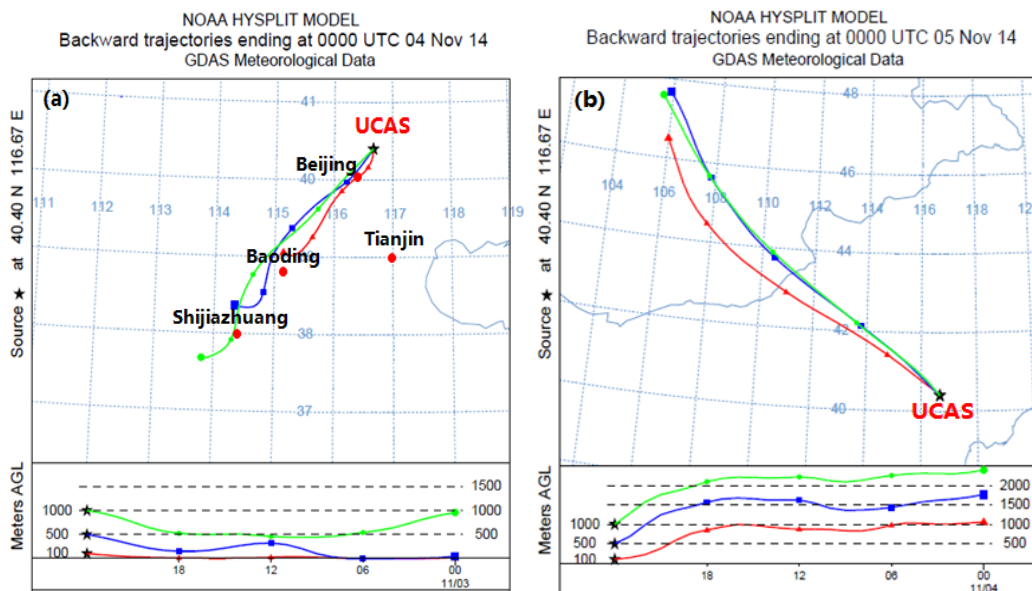 NOAA HYSPLIT MODEL
Backward trajectories ending at 0000 UTC 04 Nov 14
GDAS Meteorological Data
(a)
Source ★ at 40.40 N 116.67 E
41
UCAS
Beijing
40
111
112
113
114
115
116
117
118
119
Tianjin
Baoding
39
Shijiazhuang
38
37
Meters AGL
1500
1000
1000
500
500
100
18
12
06
00
11/03
NOAA HYSPLIT MODEL
Backward trajectories ending at 0000 UTC 05 Nov 14
GDAS Meteorological Data
(b)
Source ★ at 40.40 N 116.67 E
48
46
104
106
108
110
112
114
116
118
120
44
42
40
UCAS
Meters AGL
2000
1500
1000
1000
500
500
100
18
12
06
00
11/04